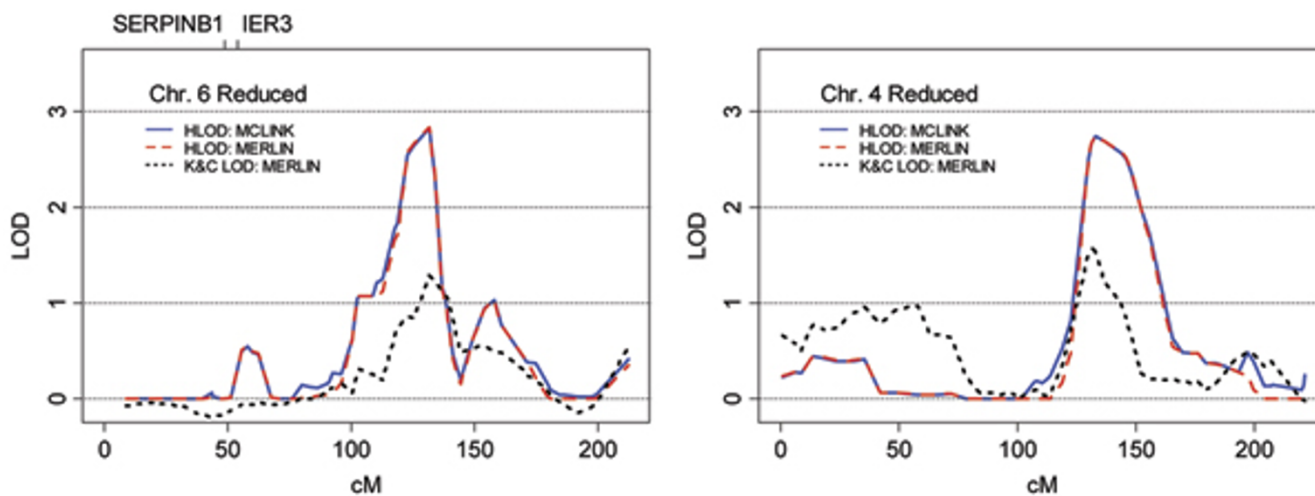 SERPINB1 IER3
Chr. 6 Reduced
HLOD: MCLINK
HLOD: MERLIN
K&C LOD: MERLIN
LOD
3
2
1
0
0 50 100 150 200
cM
Chr. 4 Reduced
HLOD: MCLINK
HLOD: MERLIN
K&C LOD: MERLIN
LOD
3
2
1
0
0 50 100 150 200
cM